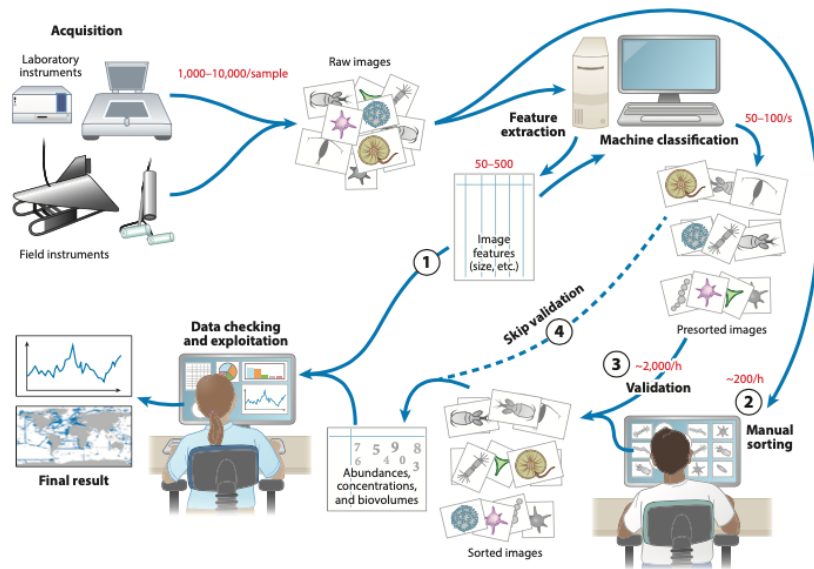 Acquisition
Laboratory
instruments
1,000–10,000/sample
Raw images
Feature
extraction
Machine classification
50–100/s
50–500
Field instruments
1
Image
features
(size, etc.)
Skip validation
4
Presorted images
Data checking
and exploitation
3
~2,000/h
Validation
~200/h
2
Manual
sorting
7 5 9 8
6 4 0 3
Abundances,
concentrations,
and biovolumes
Final result
Sorted images